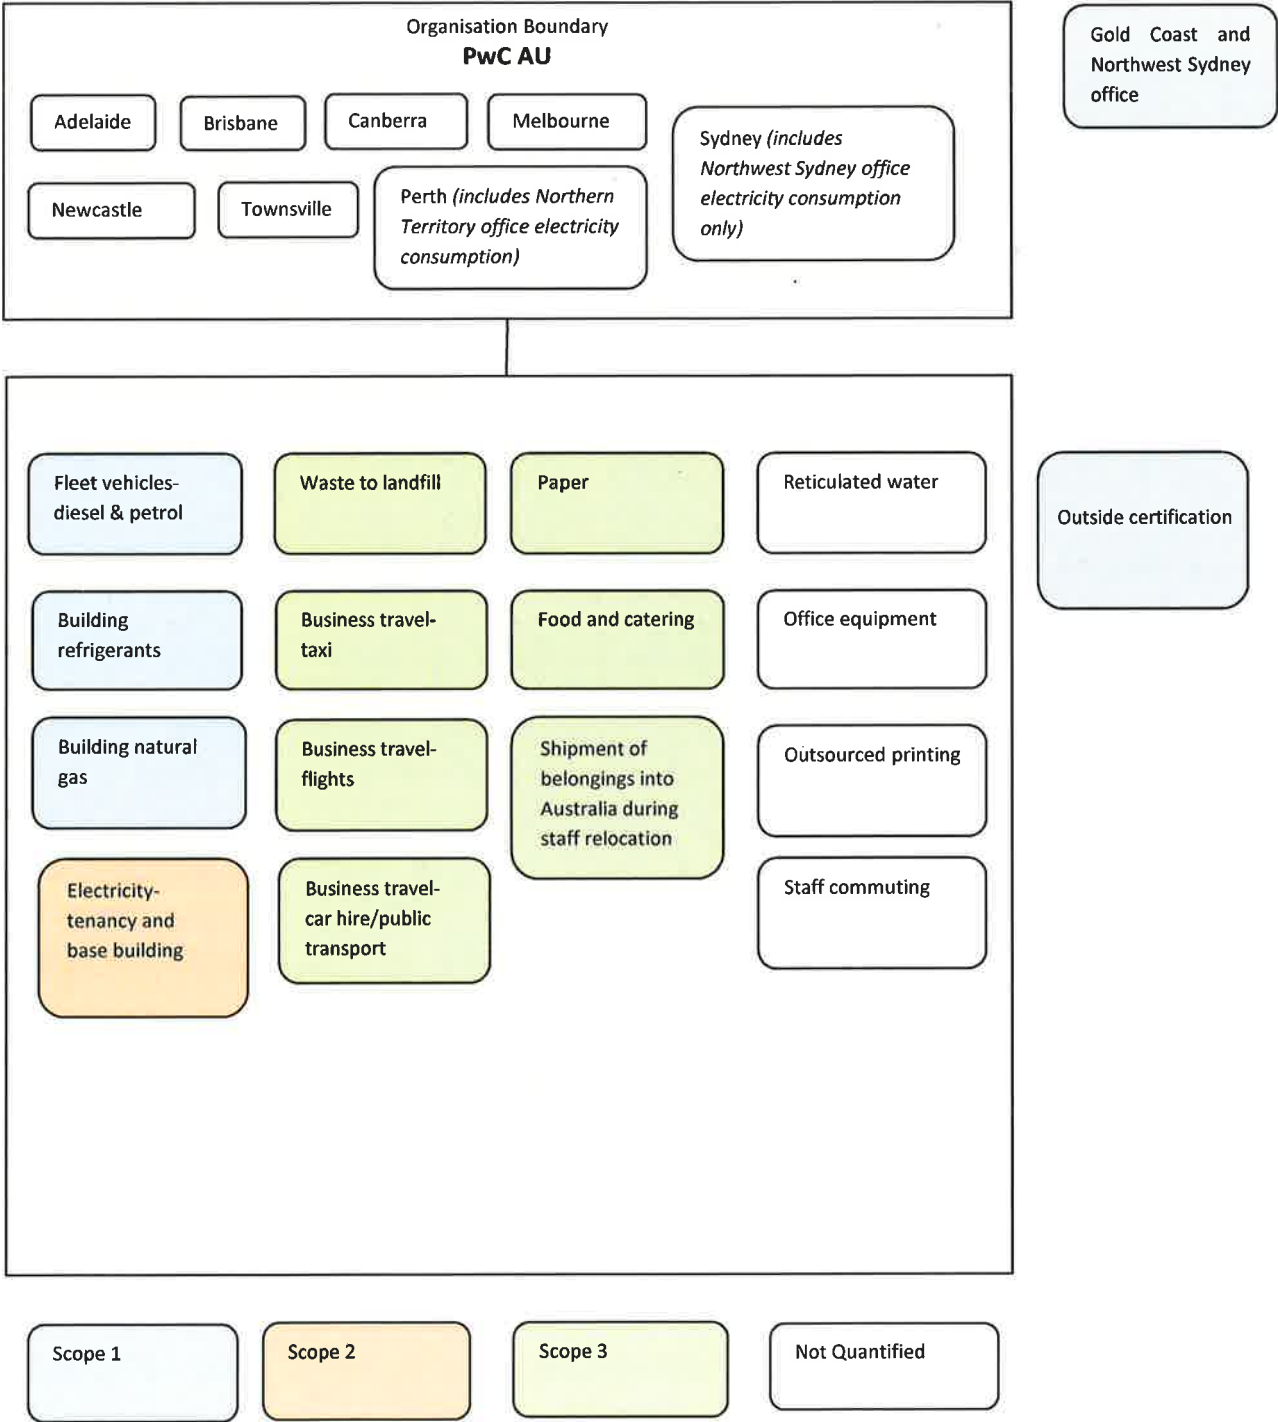 Organisation Boundary
PwC AU
Gold Coast and
Northwest Sydney
office
Adelaide
Brisbane
Canberra
Melbourne
Sydney (includes
Northwest Sydney office
electricity consumption
only)
Newcastle
Townsville
Perth (includes Northern
Territory office electricity
consumption)
Fleet vehicles-
diesel & petrol
Waste to landfill
Paper
Reticulated water
Outside certification
Building
refrigerants
Business travel-
taxi
Food and catering
Office equipment
Building natural
gas
Business travel-
flights
Shipment of
belongings into
Australia during
staff relocation
Outsourced printing
Electricity-
tenancy and
base building
Business travel-
car hire/public
transport
Staff commuting
Scope 1
Scope 2
Scope 3
Not Quantified